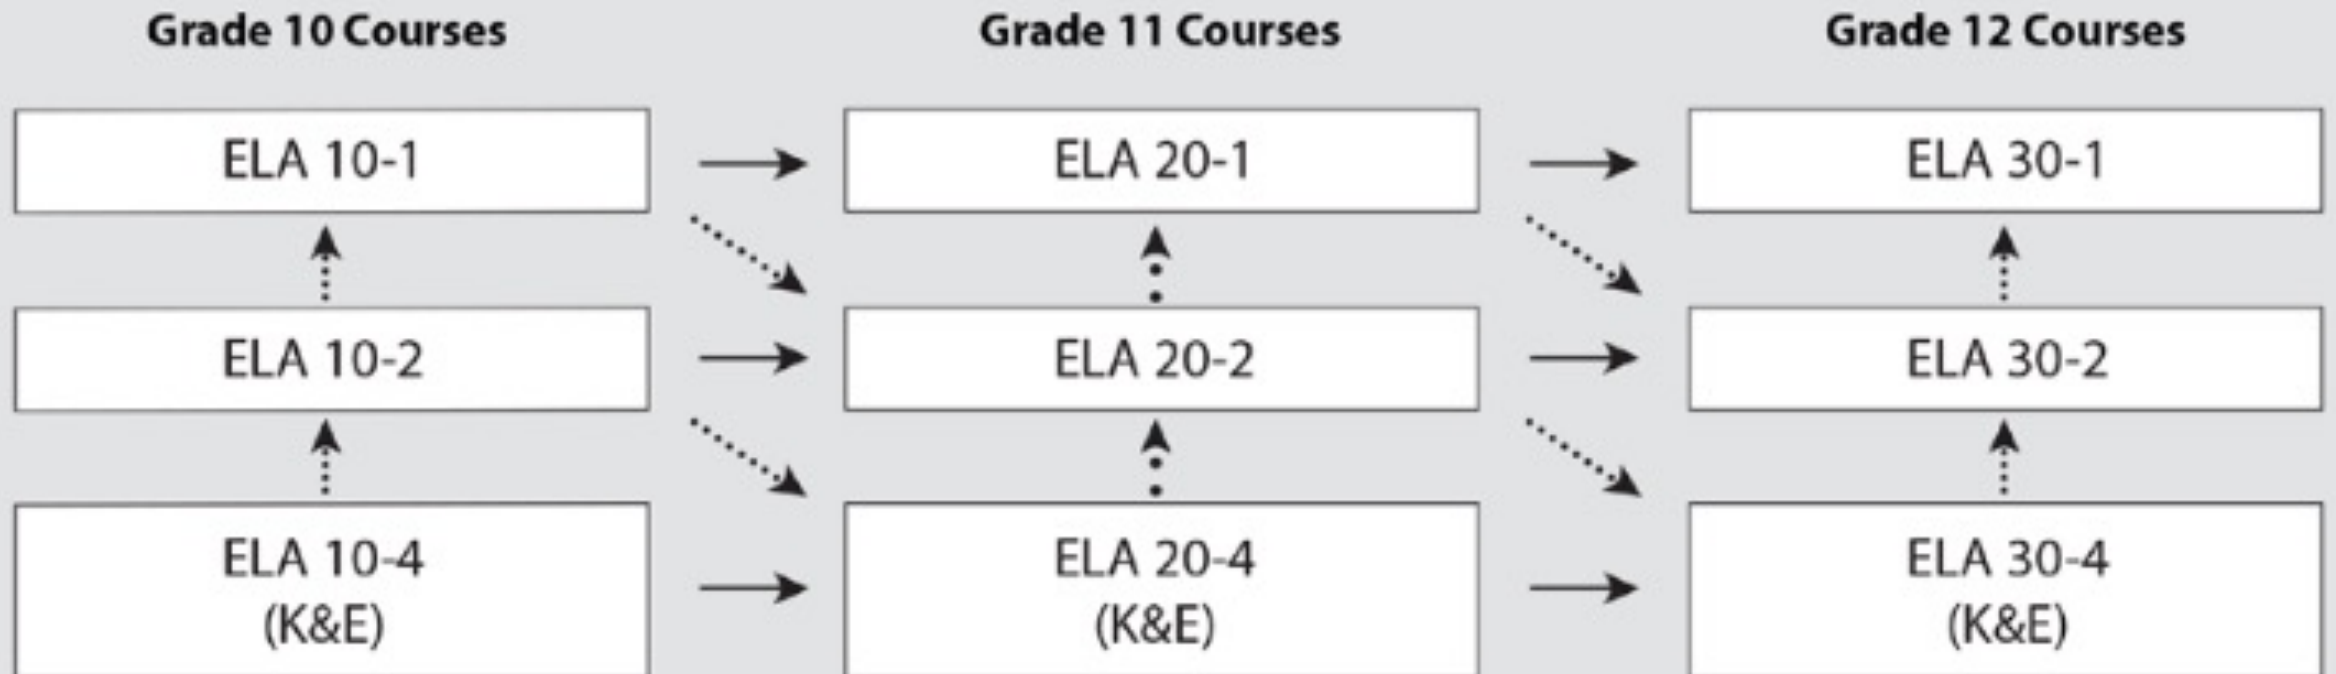 Grade 10 Courses
Grade 11 Courses
Grade 12 Courses
ELA 10-1
ELA 20-1
ELA 30-1
ELA 10-2
ELA 20-2
ELA 30-2
ELA 10-4
(K&E)
ELA 20-4
(K&E)
ELA 30-4
(K&E)